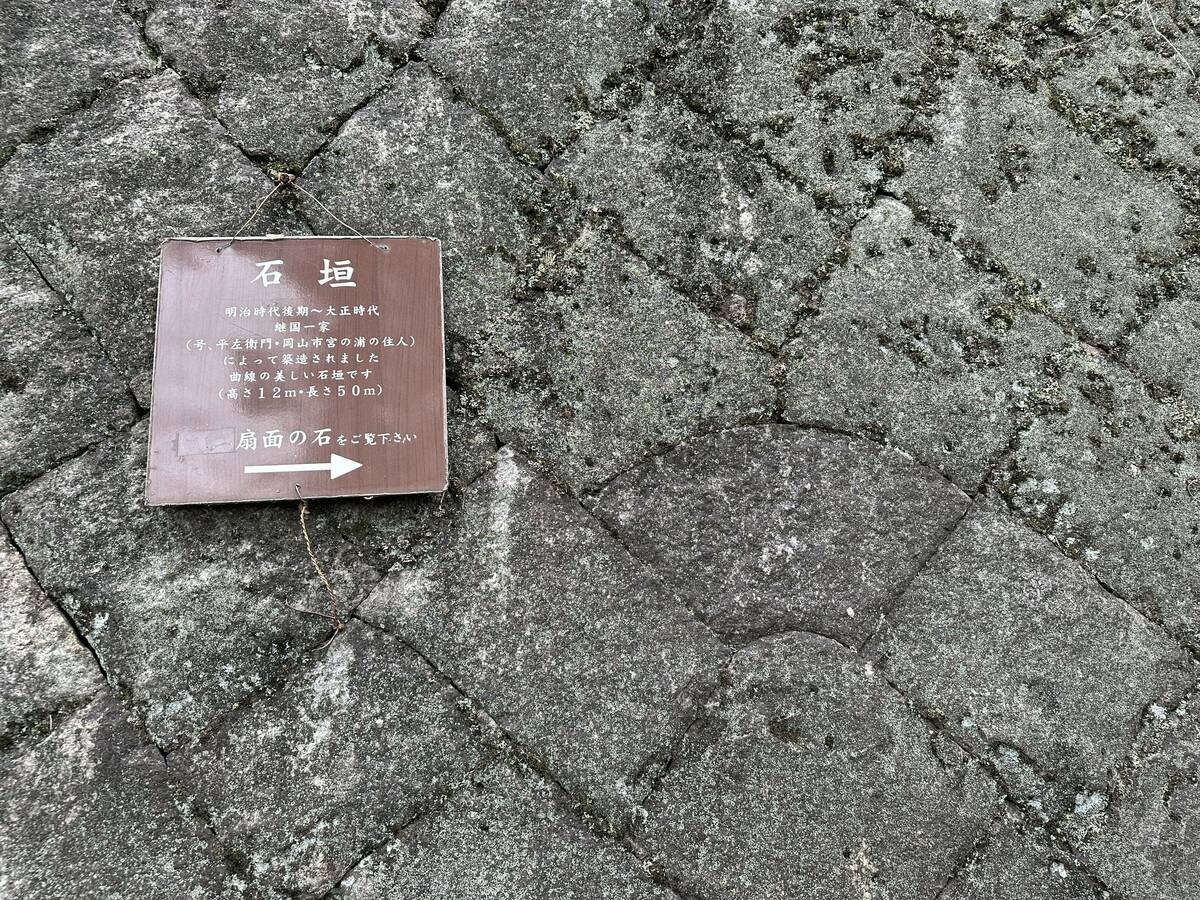 石垣
明治時代後期～大正時代
継国一家
(号、平左衛門・岡山市宮の浦の住人)
によって築造されました
曲線の美しい石垣です
(高さ12m・長さ50m)
扇面の石をご覧下さい